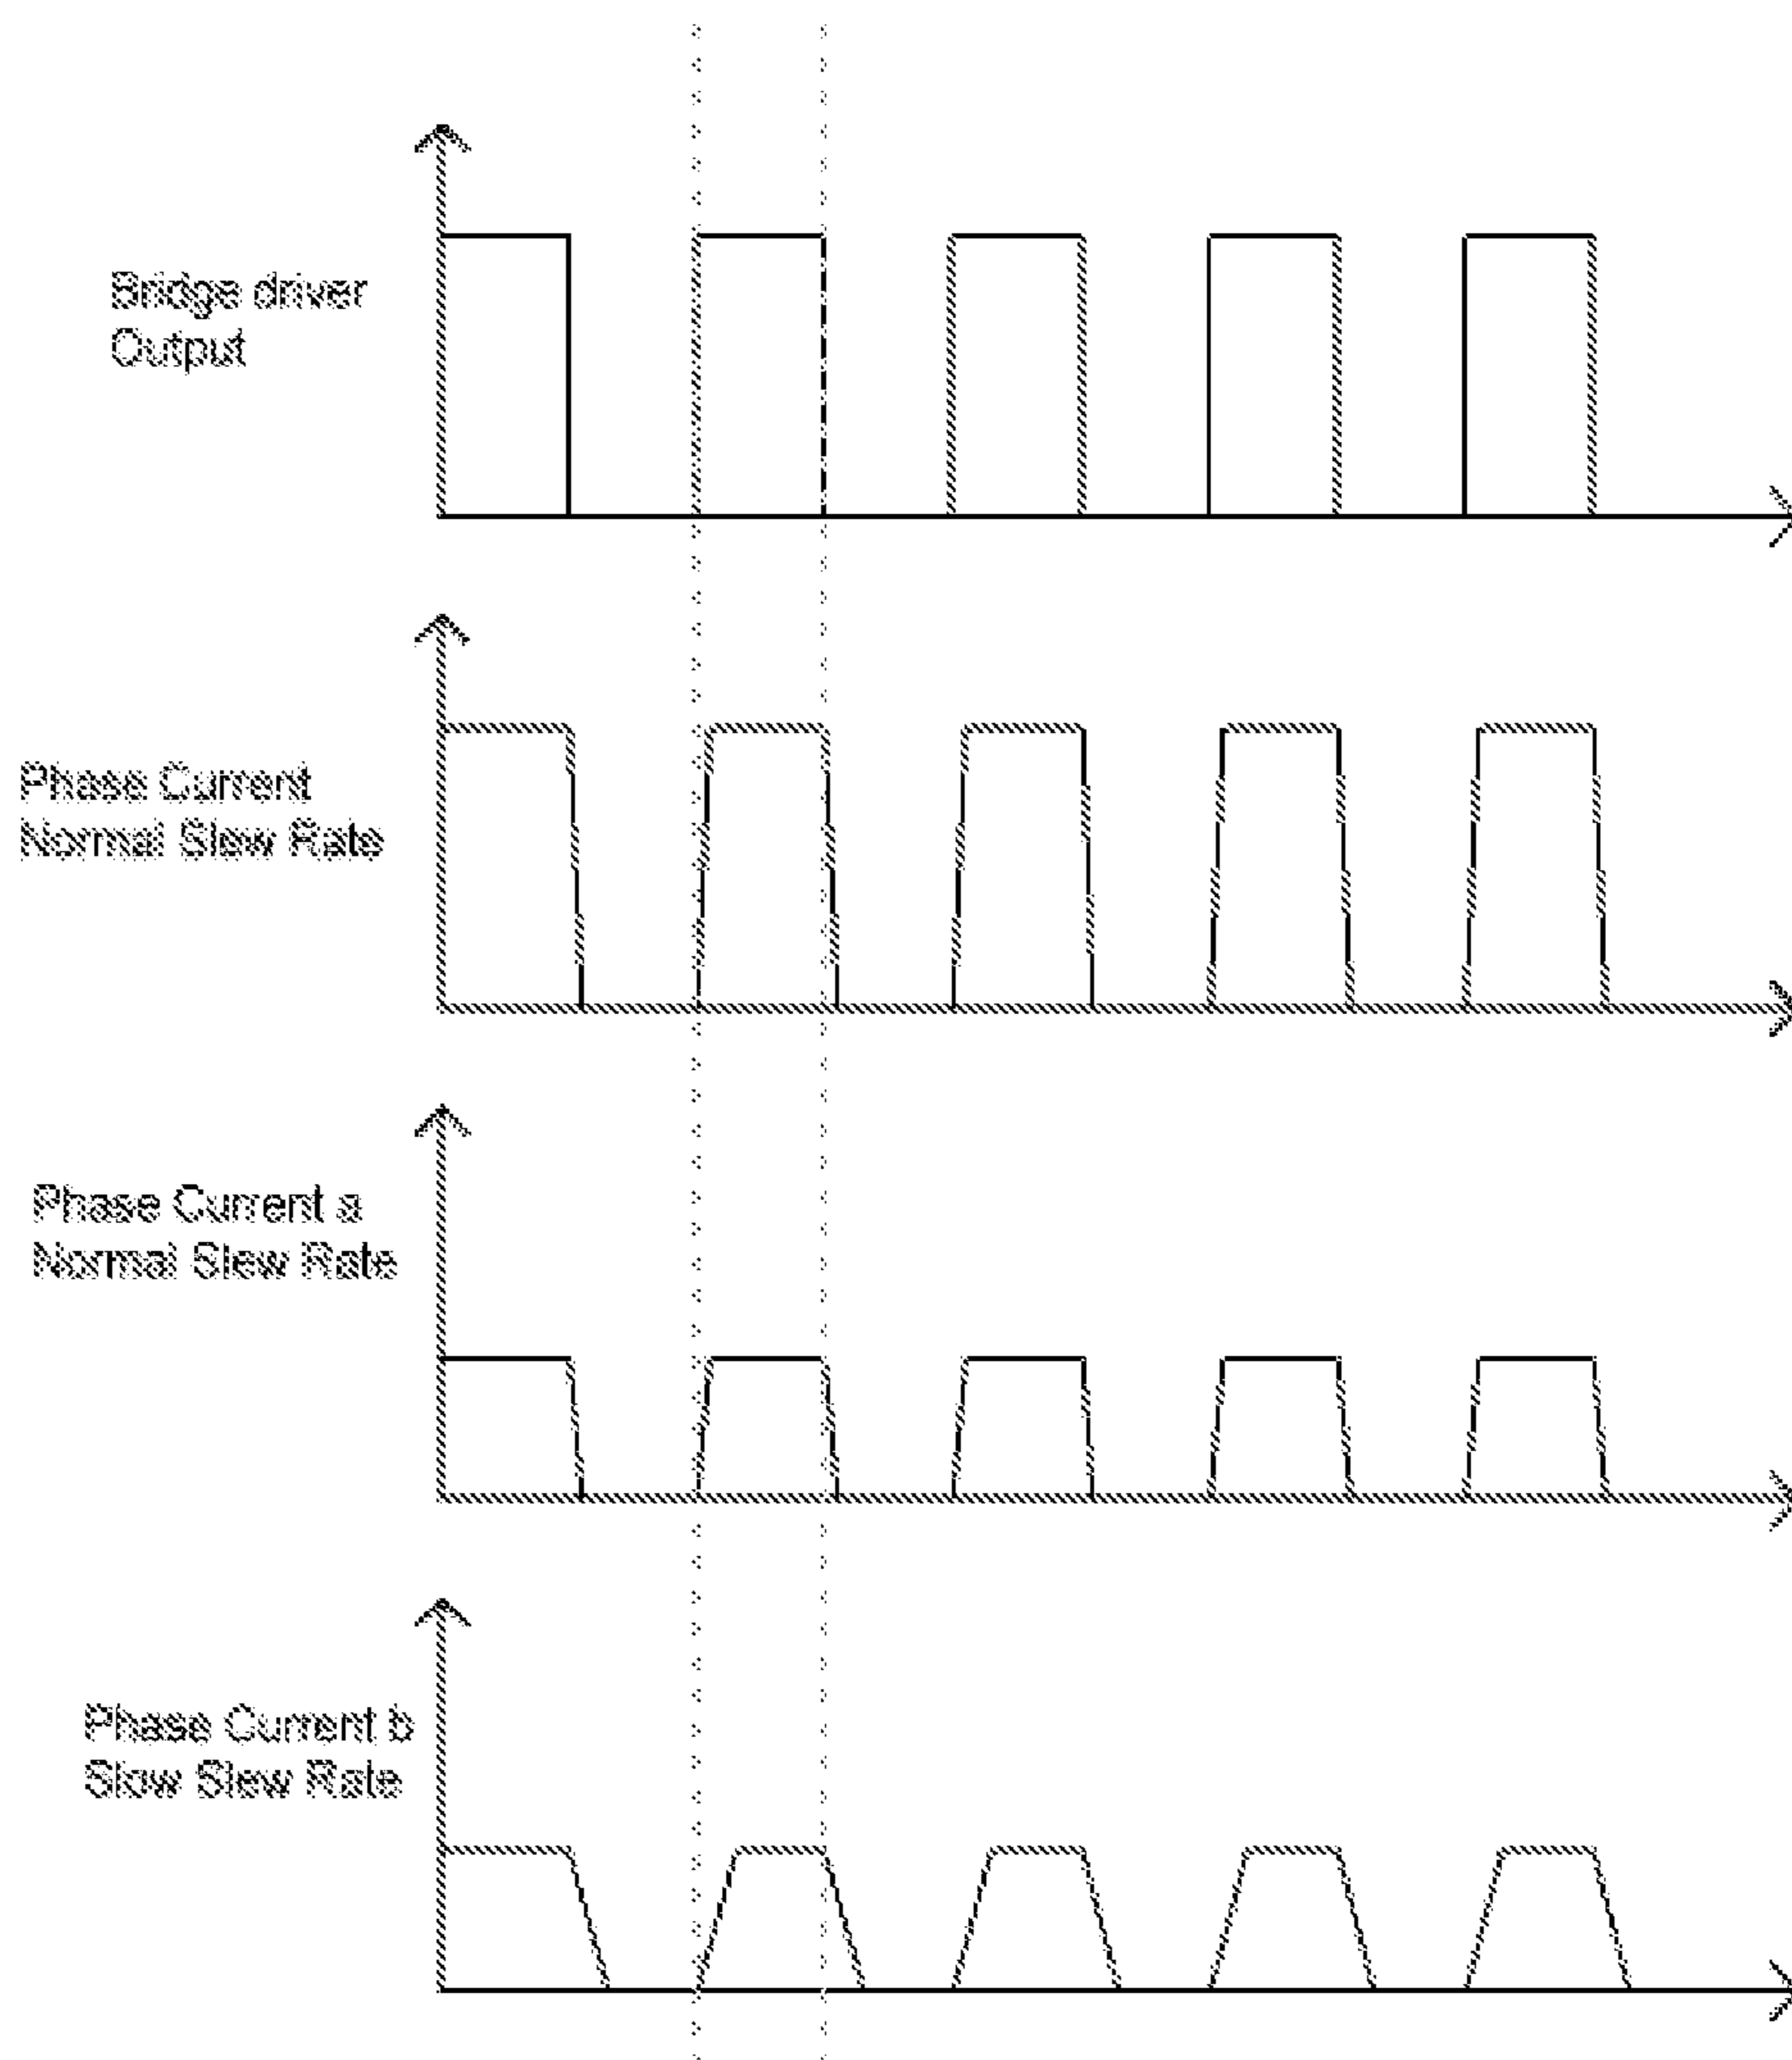 Bridge driver
Output
Phase Current
Normal Slew Rate
Phase Current a
Normal Slew Rate
Phase Current b
Slow Slew Rate